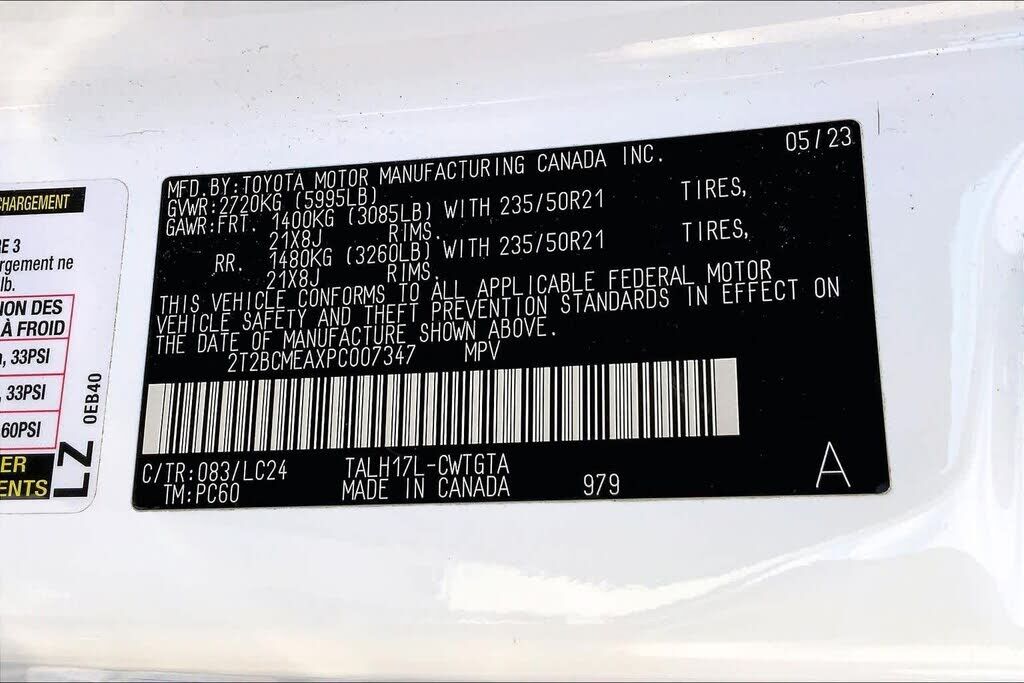 CHARGEMENT
RE 3
rgement ne
lb.
ION DES
À FROID
, 33PSI
, 33PSI
60PSI
ER
ENTS
LZ
0EB40
MFD.BY:TOYOTA MOTOR MANUFACTURING CANADA INC. 05/23
GVWR:2720KG (5995LB)
GAWR:FRT. 1400KG (3085LB) WITH 235/50R21 TIRES,
21X8J RIMS.
RR. 1480KG (3260LB) WITH 235/50R21 TIRES,
21X8J RIMS.
THIS VEHICLE CONFORMS TO ALL APPLICABLE FEDERAL MOTOR
VEHICLE SAFETY AND THEFT PREVENTION STANDARDS IN EFFECT ON
THE DATE OF MANUFACTURE SHOWN ABOVE.
2T2BCMEAXPC007347 MPV
C/TR:083/LC24 TALH17L-CWTGTA
TM:PC60 MADE IN CANADA 979 A